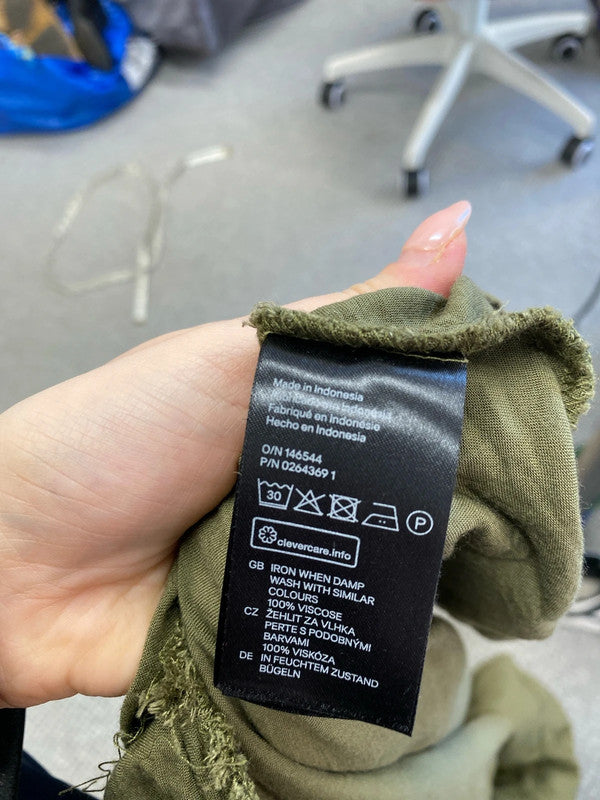 Made in Indonesia
Fabriqué en Indonésie
Hecho en Indonesia
O/N 146544
P/N 0264369 1
30
P
clevercare.info
GB IRON WHEN DAMP
WASH WITH SIMILAR
COLOURS
100% VISCOSE
CZ ŽEHLIT ZA VLHKA
PERTE S PODOBNÝMI
BARVAMI
100% VISKÓZA
DE IN FEUCHTEM ZUSTAND
BÜGELN